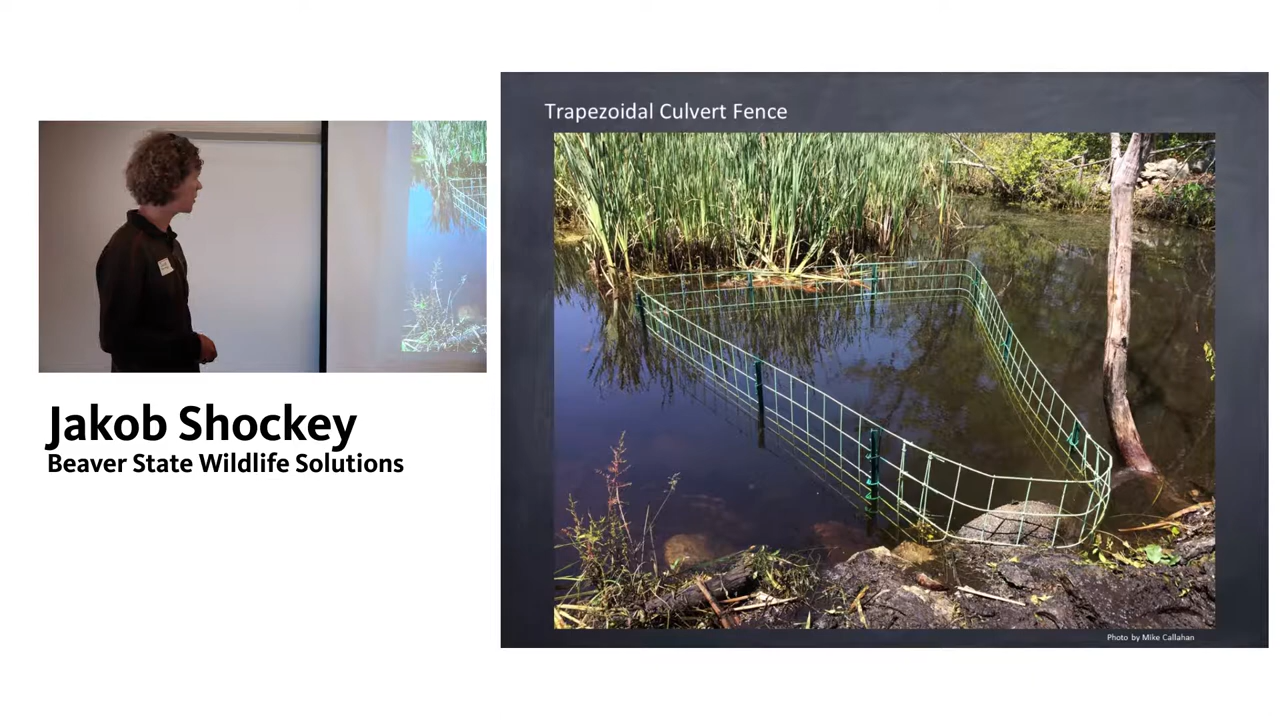 Trapezoidal Culvert Fence
Jakob Shockey
Beaver State Wildlife Solutions
Photo by Mike Callahan